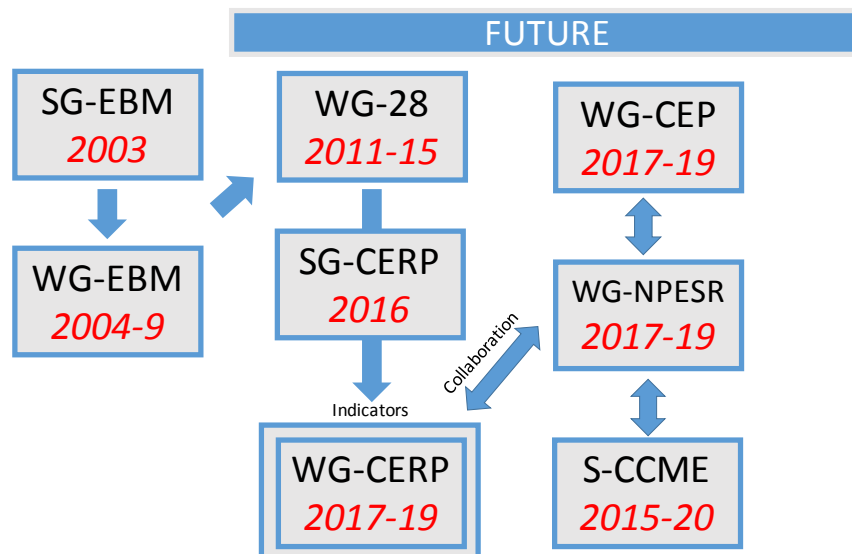 FUTURE
SG-EBM
2003
WG-28
2011-15
WG-CEP
2017-19
WG-EBM
2004-9
SG-CERP
2016
WG-NPESR
2017-19
Collaboration
Indicators
WG-CERP
2017-19
S-CCME
2015-20